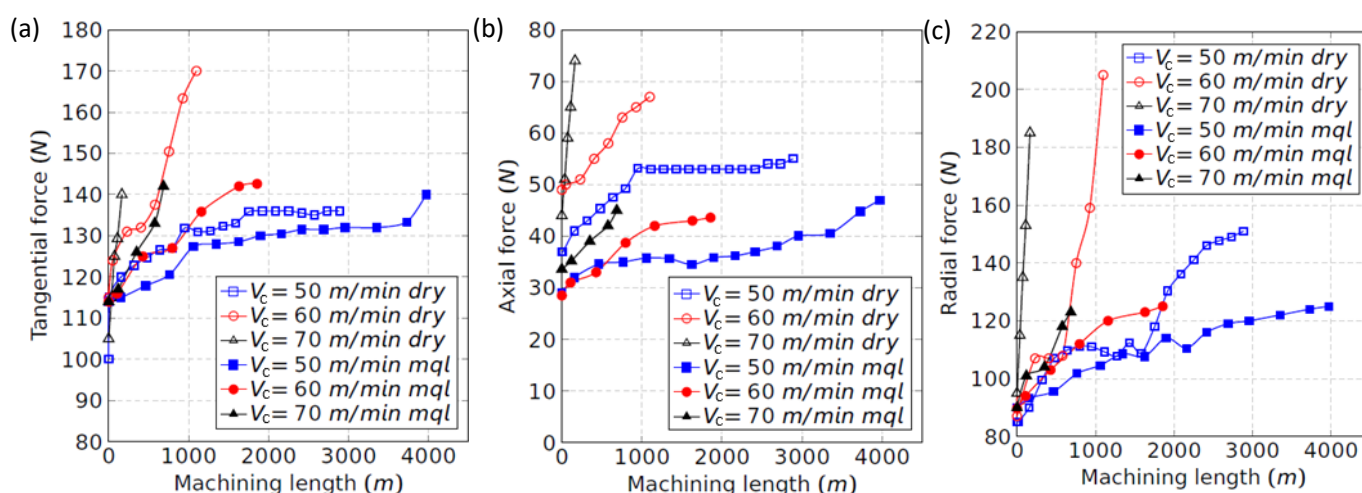 (a)
180
170
160
150
140
130
120
110
100
90
80
Tangential force (N)
0 1000 2000 3000 4000
Machining length (m)
Vc= 50 m/min dry
Vc= 60 m/min dry
Vc= 70 m/min dry
Vc= 50 m/min mql
Vc= 60 m/min mql
Vc= 70 m/min mql
(b)
80
70
60
50
40
30
20
10
0
Axial force (N)
0 1000 2000 3000 4000
Machining length (m)
Vc= 50 m/min dry
Vc= 60 m/min dry
Vc= 70 m/min dry
Vc= 50 m/min mql
Vc= 60 m/min mql
Vc= 70 m/min mql
(c)
220
200
180
160
140
120
100
80
Radial force (N)
0 1000 2000 3000 4000
Machining length (m)
Vc= 50 m/min dry
Vc= 60 m/min dry
Vc= 70 m/min dry
Vc= 50 m/min mql
Vc= 60 m/min mql
Vc= 70 m/min mql